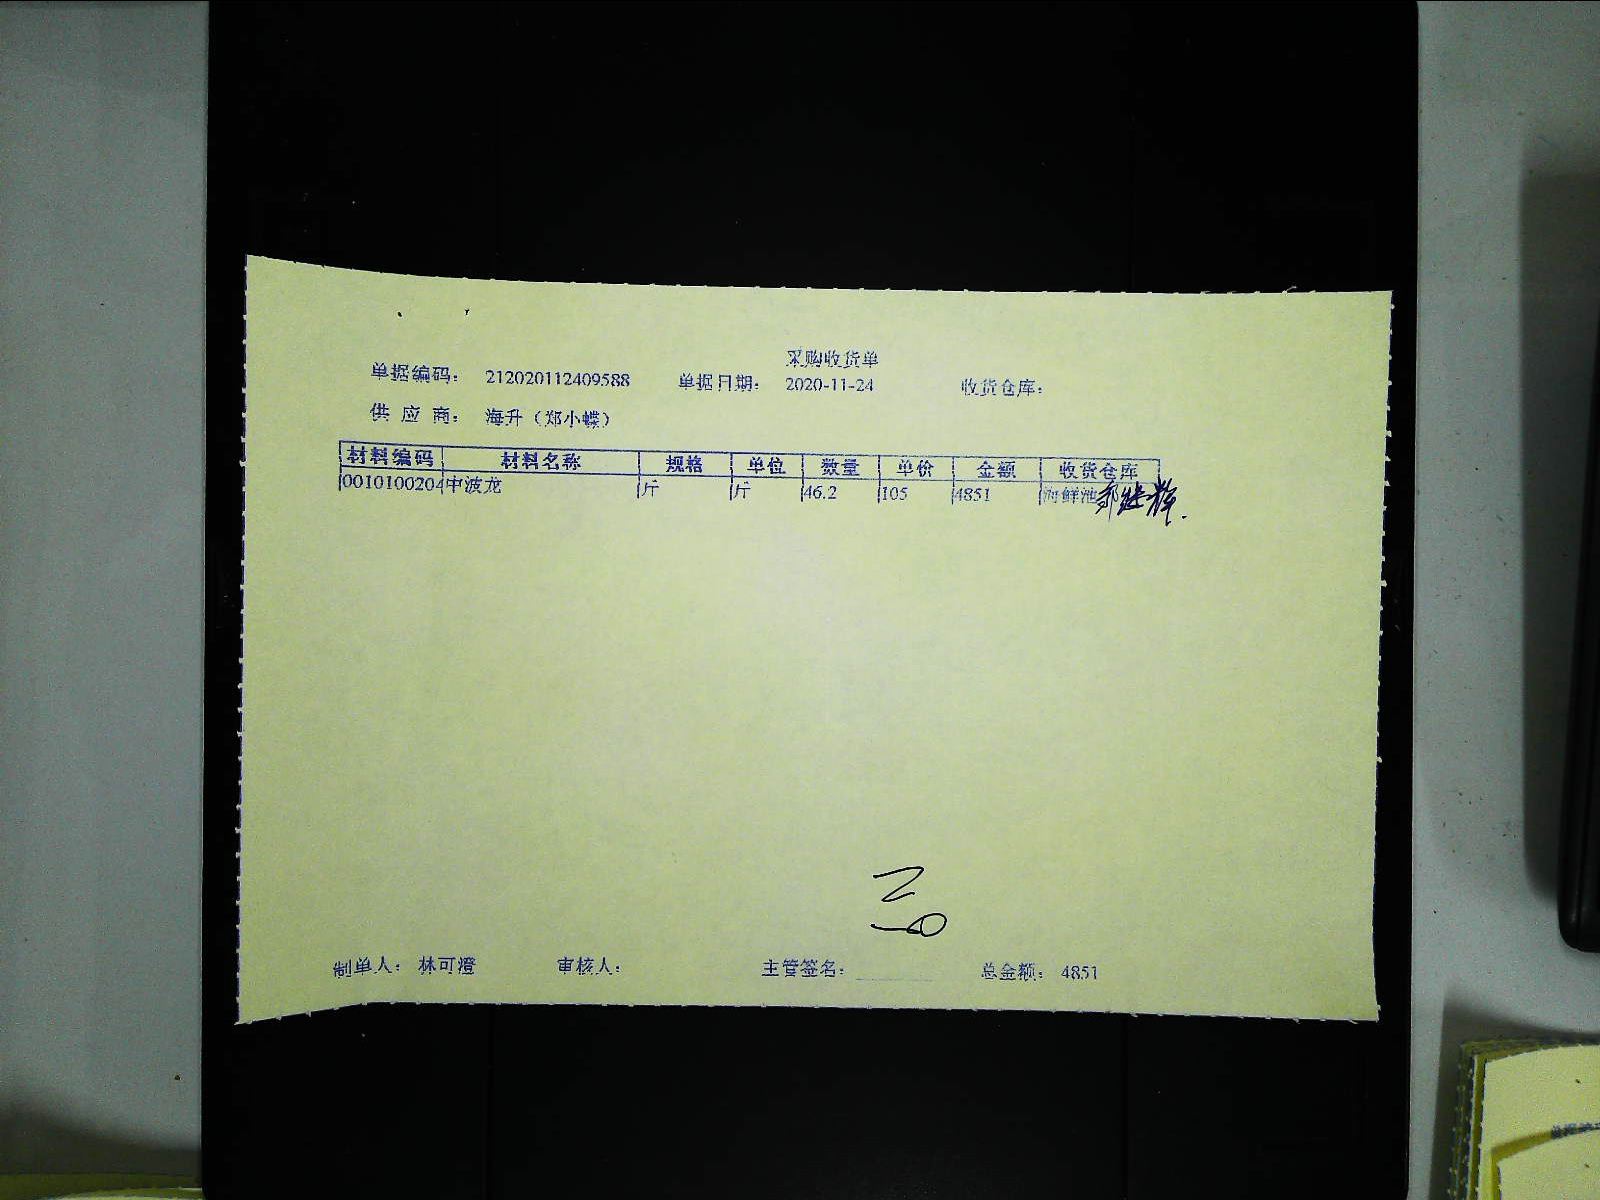 采购收货单
单据编码： 212020112409588 单据日期： 2020-11-24 收货仓库：
供 应 商： 海升（郑小蝶）
材料编码 材料名称 规格 单位 数量 单价 金额 收货仓库
0010100204 中波龙 斤 斤 46.2 105 4851 海鲜池
制单人： 林可澄 审核人： 主管签名： 总金额： 4851